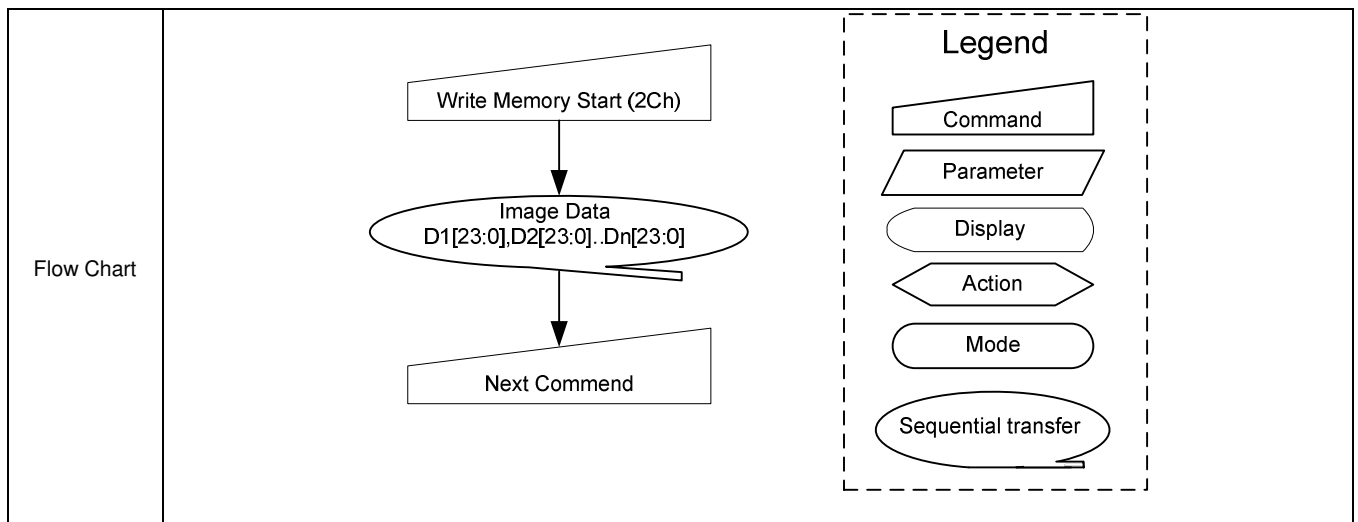 Flow Chart
Write Memory Start (2Ch)
Image Data
D1[23:0],D2[23:0]..Dn[23:0]
Next Commend
Legend
Command
Parameter
Display
Action
Mode
Sequential transfer